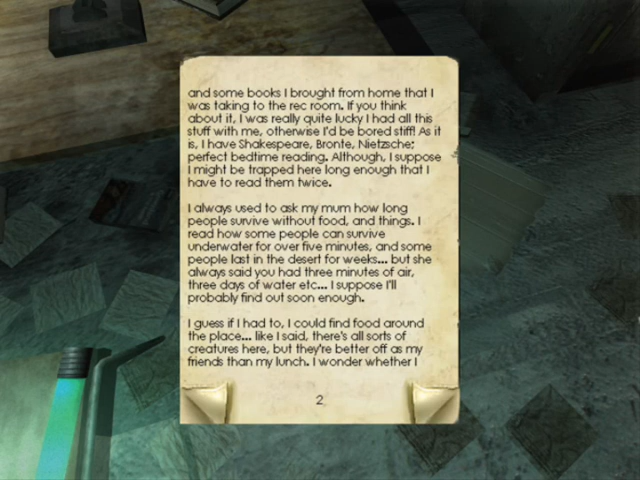 and some books I brought from home that I
was taking to the rec room. If you think
about it, I was really quite lucky I had all this
stuff with me, otherwise I'd be bored stiff! As it
is, I have Shakespeare, Bronte, Nietzsche;
perfect bedtime reading. Although, I suppose
I might be trapped here long enough that I
have to read them twice.
I always used to ask my mum how long
people survive without food, and things. I
read how some people can survive
underwater for over five minutes, and some
people last in the desert for weeks... but she
always said you had three minutes of air,
three days of water etc... I suppose I'll
probably find out soon enough.
I guess if I had to, I could find food around
the place... like I said, there's all sorts of
creatures here, but they're better off as my
friends than my lunch. I wonder whether I
2